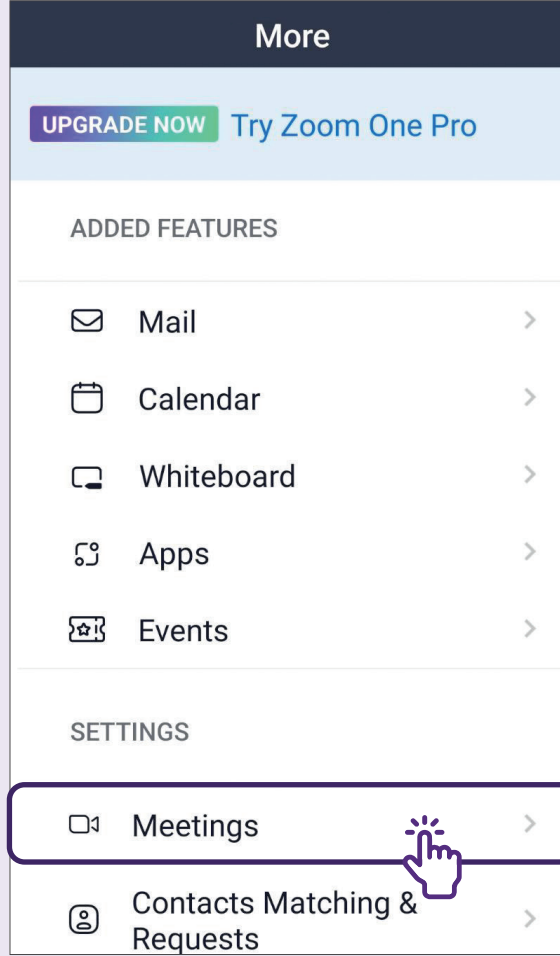 More
UPGRADE NOW Try Zoom One Pro
ADDED FEATURES
Mail
Calendar
Whiteboard
Apps
Events
SETTINGS
Meetings
Contacts Matching &
Requests